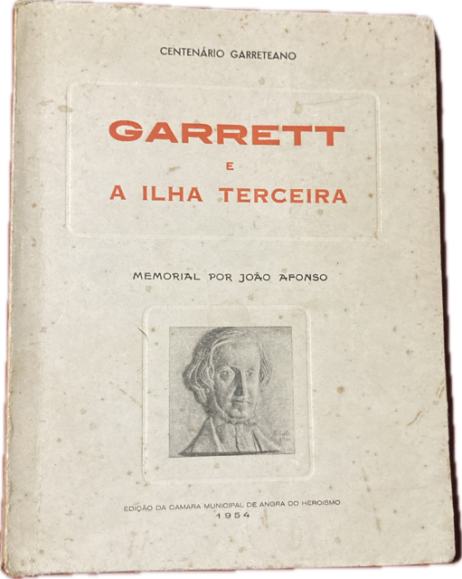 CENTENÁRIO GARRETEANO
GARRETT
E
A ILHA TERCEIRA
MEMORIAL POR JOÃO AFONSO
EDIÇÃO DA CAMARA MUNICIPAL DE ANGRA DO HEROISMO
1954